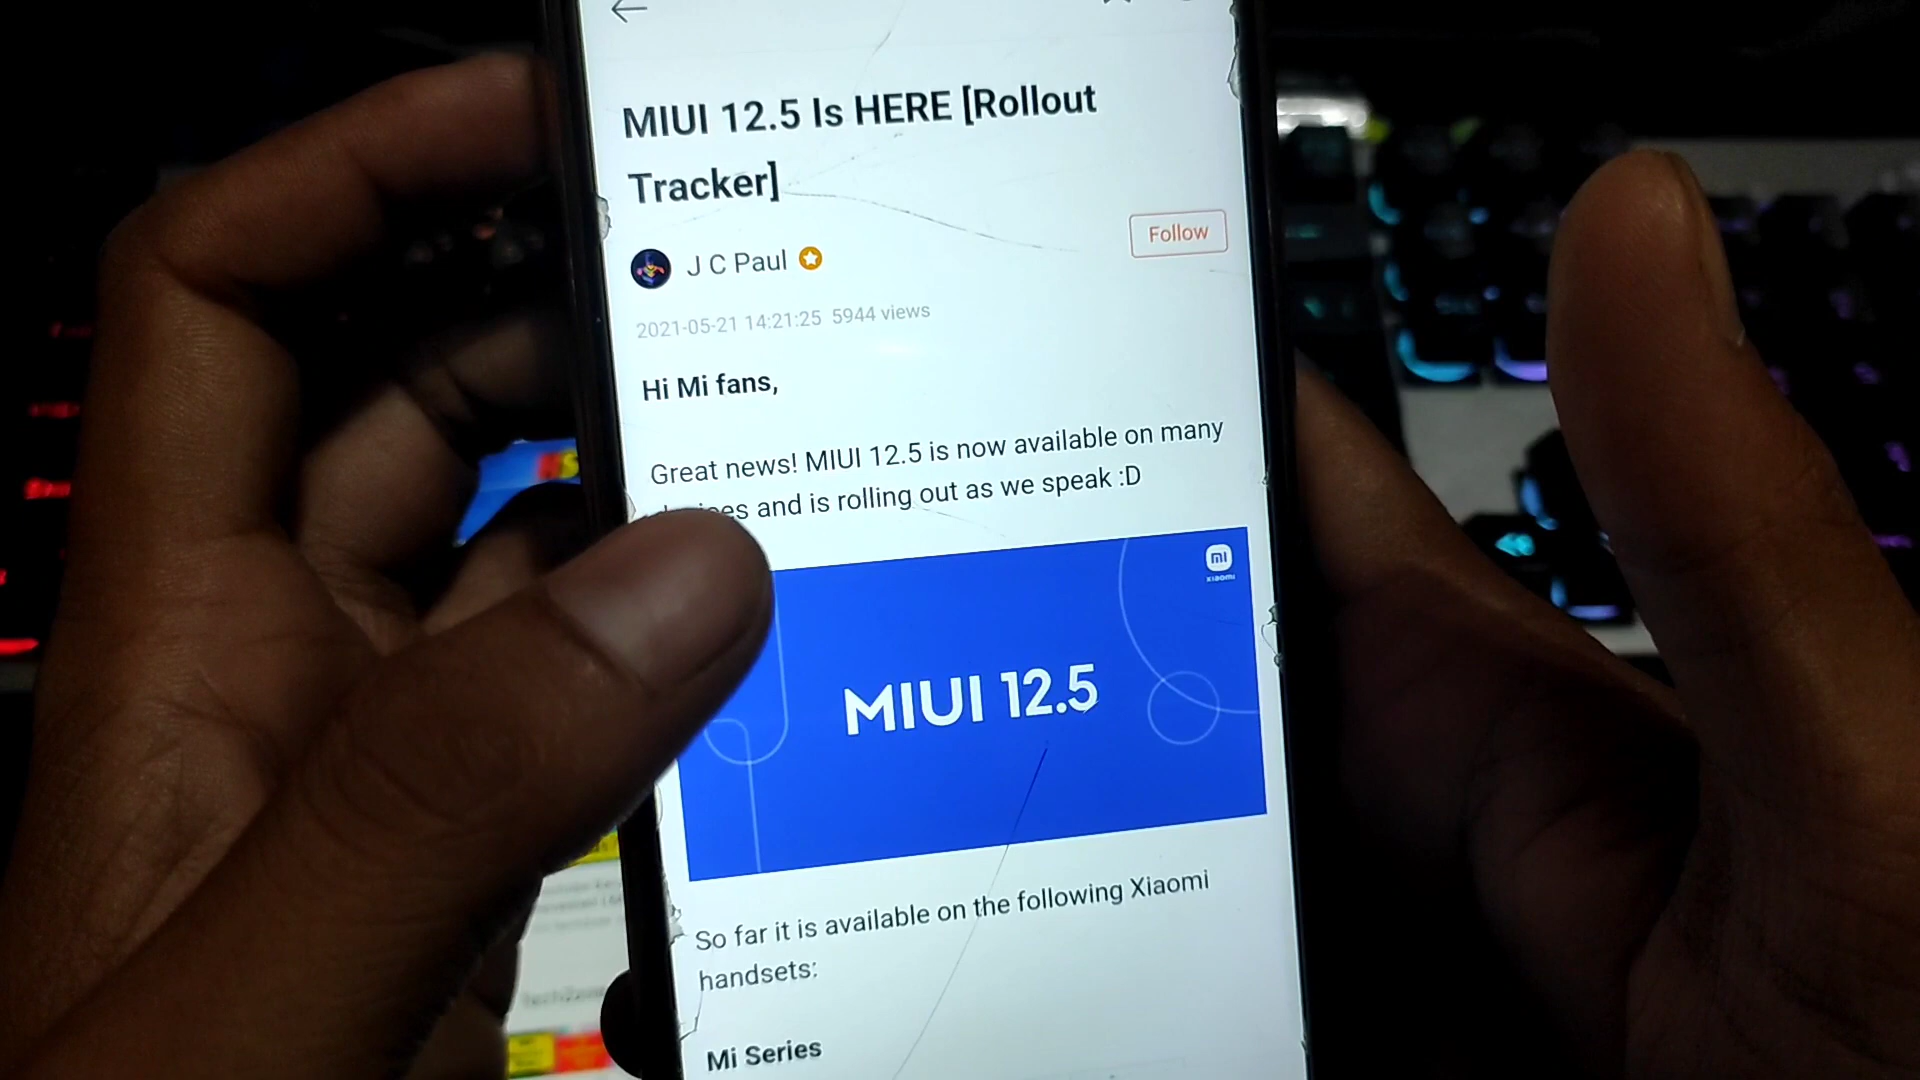 MIUI 12.5 Is HERE [Rollout
Tracker]
J C Paul
Follow
2021-05-21 14:21:25 5944 views
Hi Mi fans,
Great news! MIUI 12.5 is now available on many
and is rolling out as we speak :D
mi
xiaomi
MIUI 12.5
So far it is available on the following Xiaomi
handsets:
Mi Series